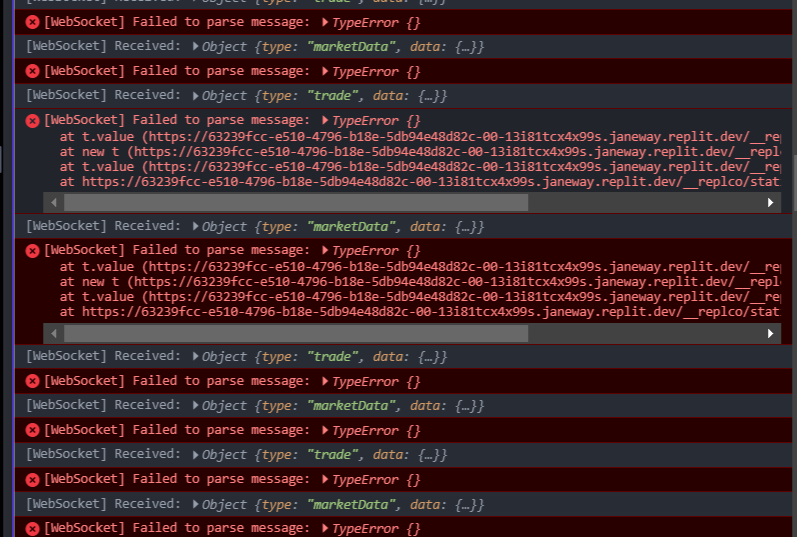 [WebSocket] Received: ▶Object {type: "trade", data: {…}}
[WebSocket] Failed to parse message: ▶TypeError {}
[WebSocket] Received: ▶Object {type: "marketData", data: {…}}
[WebSocket] Failed to parse message: ▶TypeError {}
[WebSocket] Received: ▶Object {type: "trade", data: {…}}
[WebSocket] Failed to parse message: ▶TypeError {}
at t.value (https://63239fcc-e510-4796-b18e-5db94e48d82c-00-13i81tcx4x99s.janeway.replit.dev/__rep
at new t (https://63239fcc-e510-4796-b18e-5db94e48d82c-00-13i81tcx4x99s.janeway.replit.dev/__replc
at t.value (https://63239fcc-e510-4796-b18e-5db94e48d82c-00-13i81tcx4x99s.janeway.replit.dev/__rep
at https://63239fcc-e510-4796-b18e-5db94e48d82c-00-13i81tcx4x99s.janeway.replit.dev/__replco/stati
[WebSocket] Received: ▶Object {type: "marketData", data: {…}}
[WebSocket] Failed to parse message: ▶TypeError {}
at t.value (https://63239fcc-e510-4796-b18e-5db94e48d82c-00-13i81tcx4x99s.janeway.replit.dev/__rep
at new t (https://63239fcc-e510-4796-b18e-5db94e48d82c-00-13i81tcx4x99s.janeway.replit.dev/__replc
at t.value (https://63239fcc-e510-4796-b18e-5db94e48d82c-00-13i81tcx4x99s.janeway.replit.dev/__rep
at https://63239fcc-e510-4796-b18e-5db94e48d82c-00-13i81tcx4x99s.janeway.replit.dev/__replco/stati
[WebSocket] Received: ▶Object {type: "trade", data: {…}}
[WebSocket] Failed to parse message: ▶TypeError {}
[WebSocket] Received: ▶Object {type: "marketData", data: {…}}
[WebSocket] Failed to parse message: ▶TypeError {}
[WebSocket] Received: ▶Object {type: "trade", data: {…}}
[WebSocket] Failed to parse message: ▶TypeError {}
[WebSocket] Received: ▶Object {type: "marketData", data: {…}}
[WebSocket] Failed to parse message: ▶TypeError {}